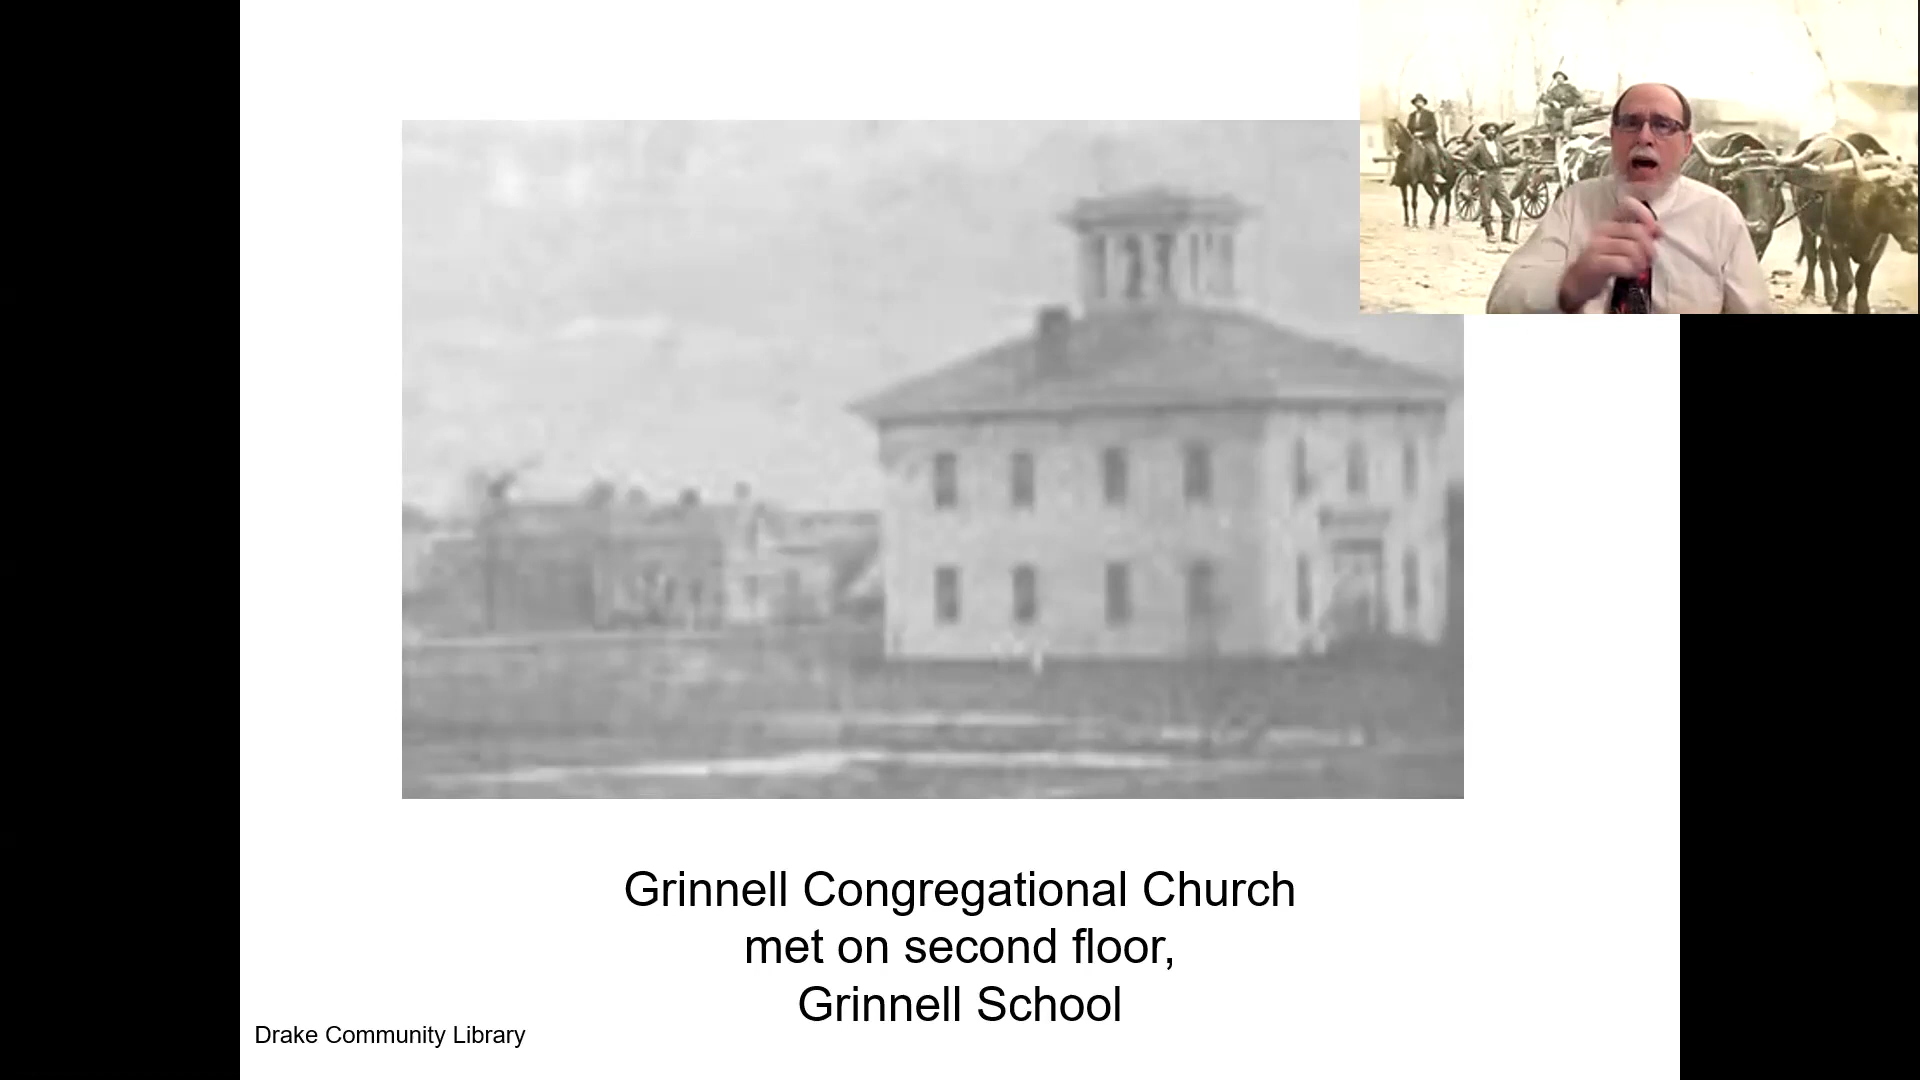 Grinnell Congregational Church
met on second floor,
Grinnell School
Drake Community Library